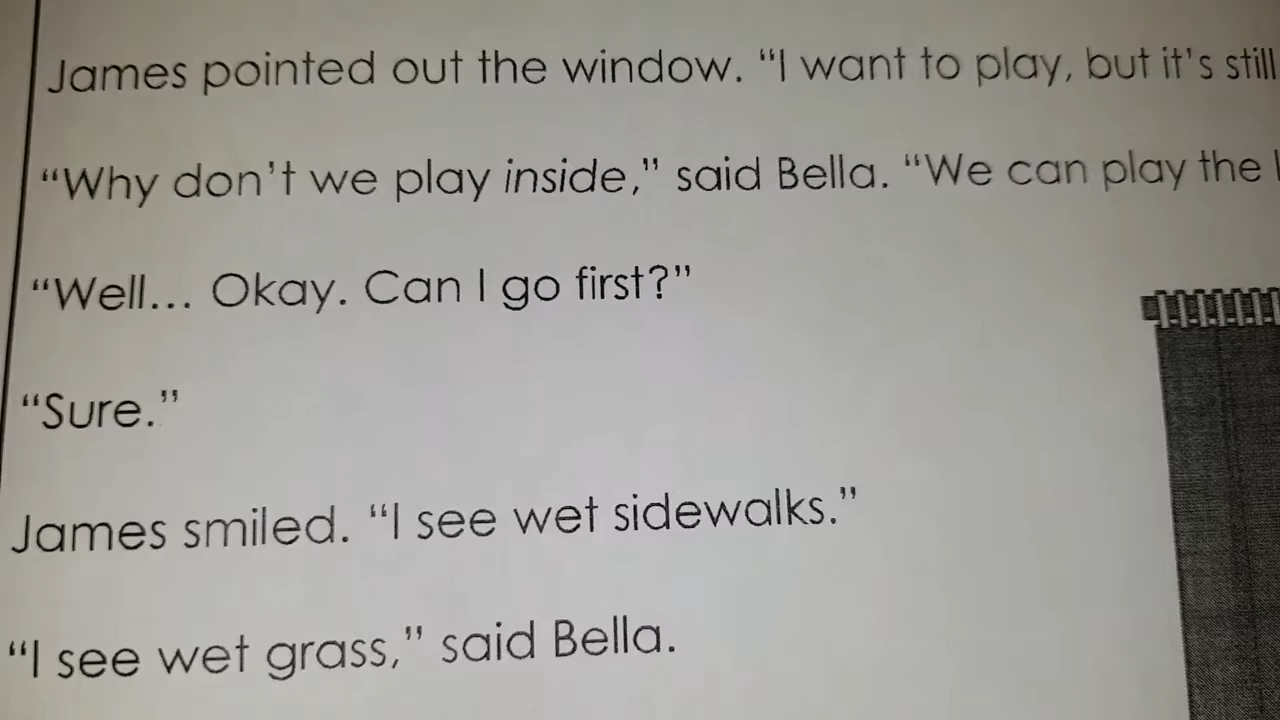 James pointed out the window. “I want to play, but it's still
“Why don't we play inside,” said Bella. “We can play the
“Well... Okay. Can I go first?”
“Sure.”
James smiled. “I see wet sidewalks.”
“I see wet grass,” said Bella.